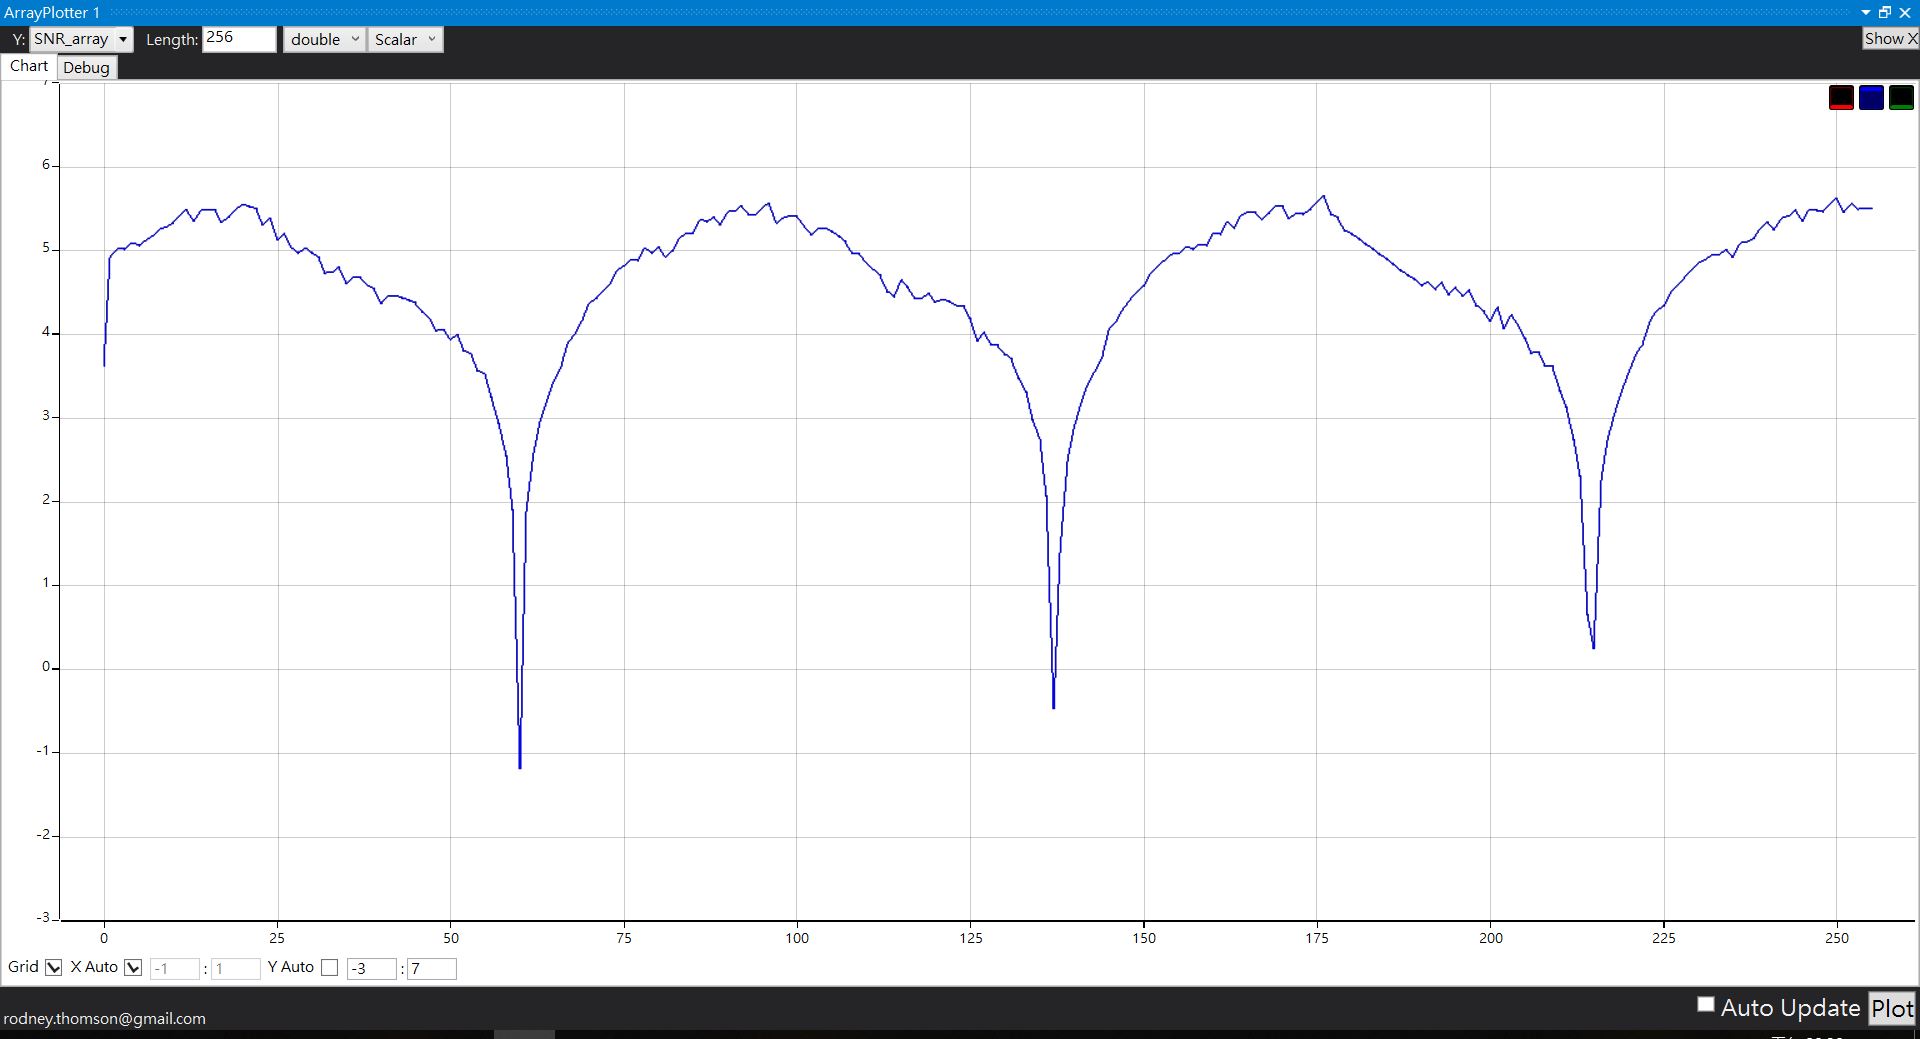 ArrayPlotter 1
Y: SNR_array Length: 256 double Scalar Show X
Chart Debug
7
6
5
4
3
2
1
0
-1
-2
-3
0 25 50 75 100 125 150 175 200 225 250
Grid X Auto -1 : 1 Y Auto -3 : 7
Auto Update Plot
rodney.thomson@gmail.com